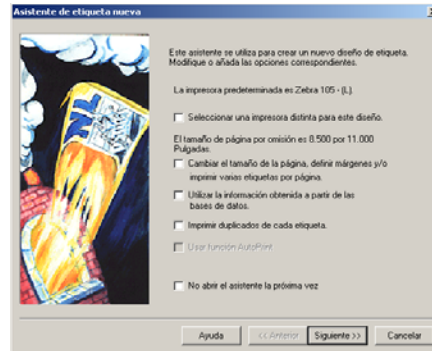 Asistente de etiqueta nueva
Este asistente se utiliza para crear un nuevo diseño de etiqueta.
Modifique o añada las opciones correspondientes.
La impresora predeterminada es Zebra 105 - (L).
Seleccionar una impresora distinta para este diseño.
El tamaño de página por omisión es 8.500 por 11.000
Pulgadas.
Cambiar el tamaño de la página, definir márgenes y/o
imprimir varias etiquetas por página.
Utilizar la información obtenida a partir de las
bases de datos.
Imprimir duplicados de cada etiqueta.
Usar función AutoPrint
No abrir el asistente la próxima vez
Ayuda << Anterior Siguiente >> Cancelar